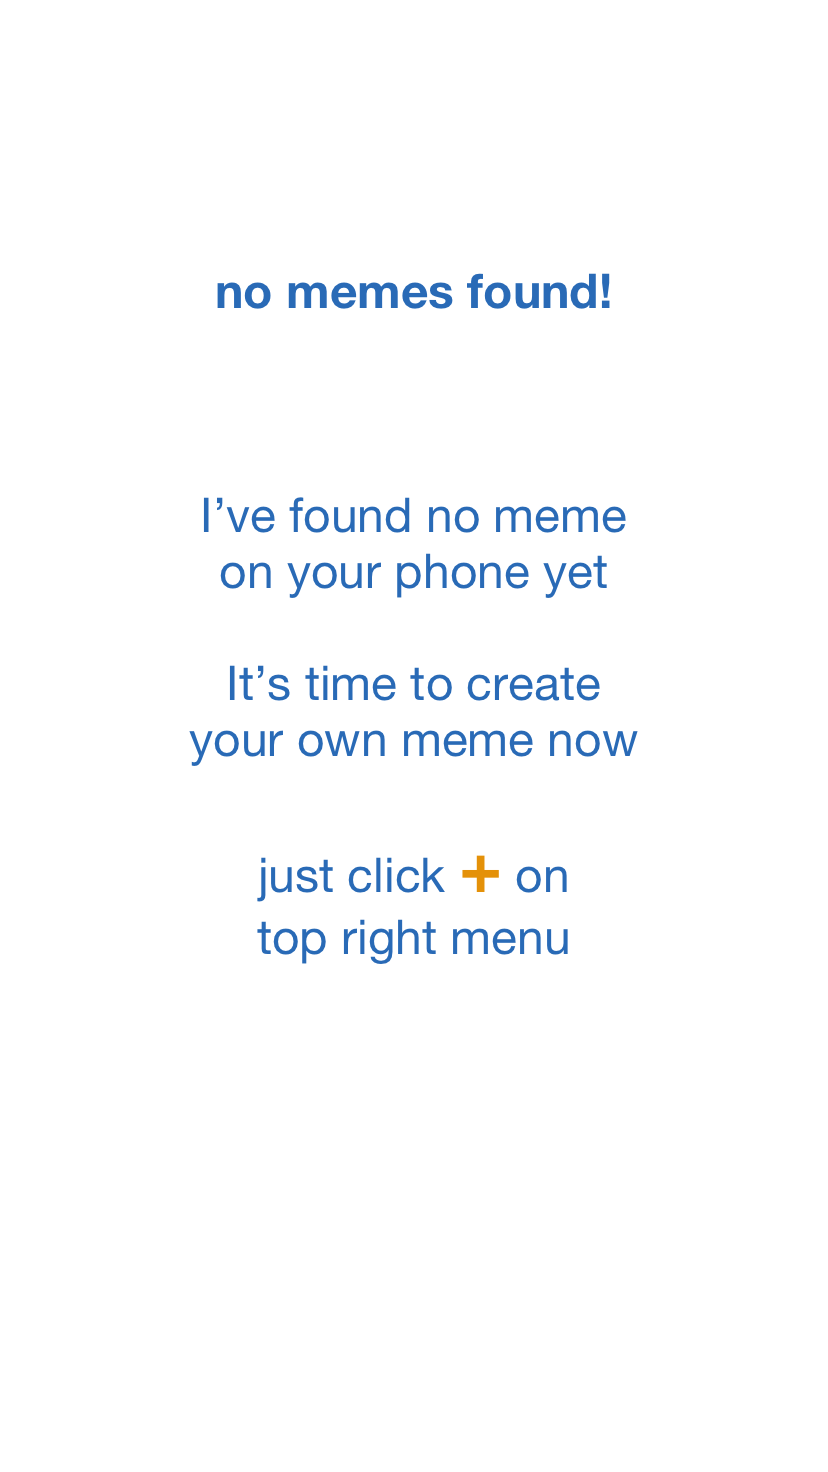 no memes found!
I’ve found no meme
on your phone yet
It’s time to create
your own meme now
just click + on
top right menu